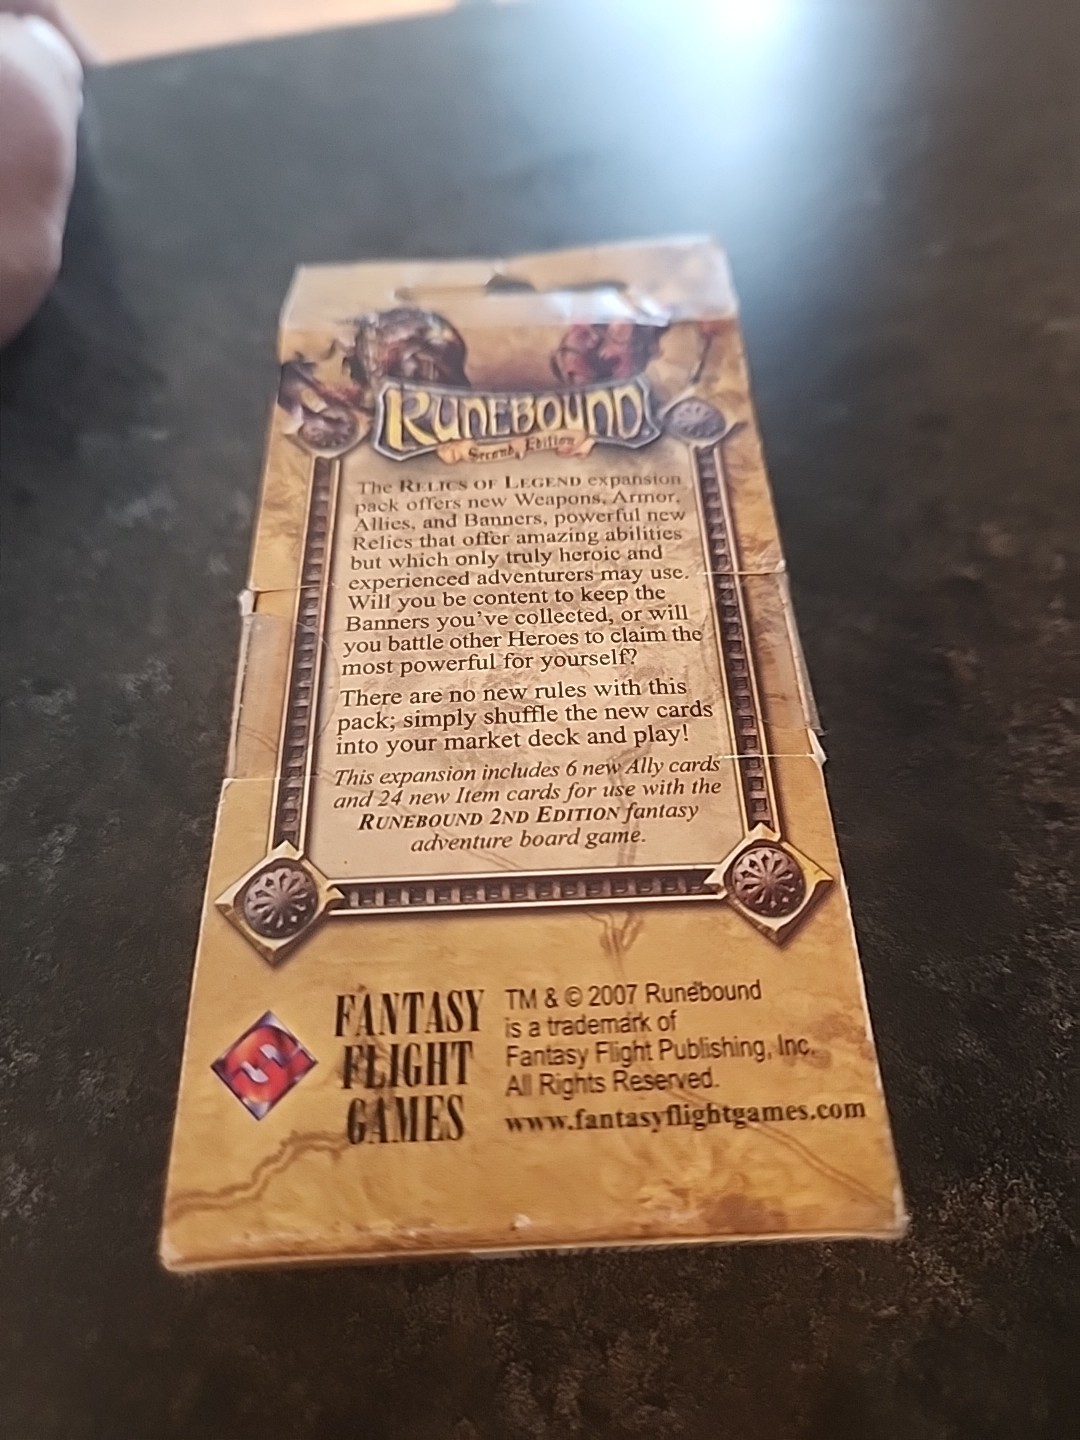 RUNEBOUND
Second Edition
The RELICS OF LEGEND expansion
pack offers new Weapons, Armor,
Allies, and Banners, powerful new
Relics that offer amazing abilities
but which only truly heroic and
experienced adventurers may use.
Will you be content to keep the
Banners you've collected, or will
you battle other Heroes to claim the
most powerful for yourself?
There are no new rules with this
pack; simply shuffle the new cards
into your market deck and play!
This expansion includes 6 new Ally cards
and 24 new Item cards for use with the
RUNEBOUND 2ND EDITION fantasy
adventure board game.
FANTASY
FLIGHT
GAMES
TM & © 2007 Runebound
is a trademark of
Fantasy Flight Publishing, Inc.
All Rights Reserved.
www.fantasyflightgames.com